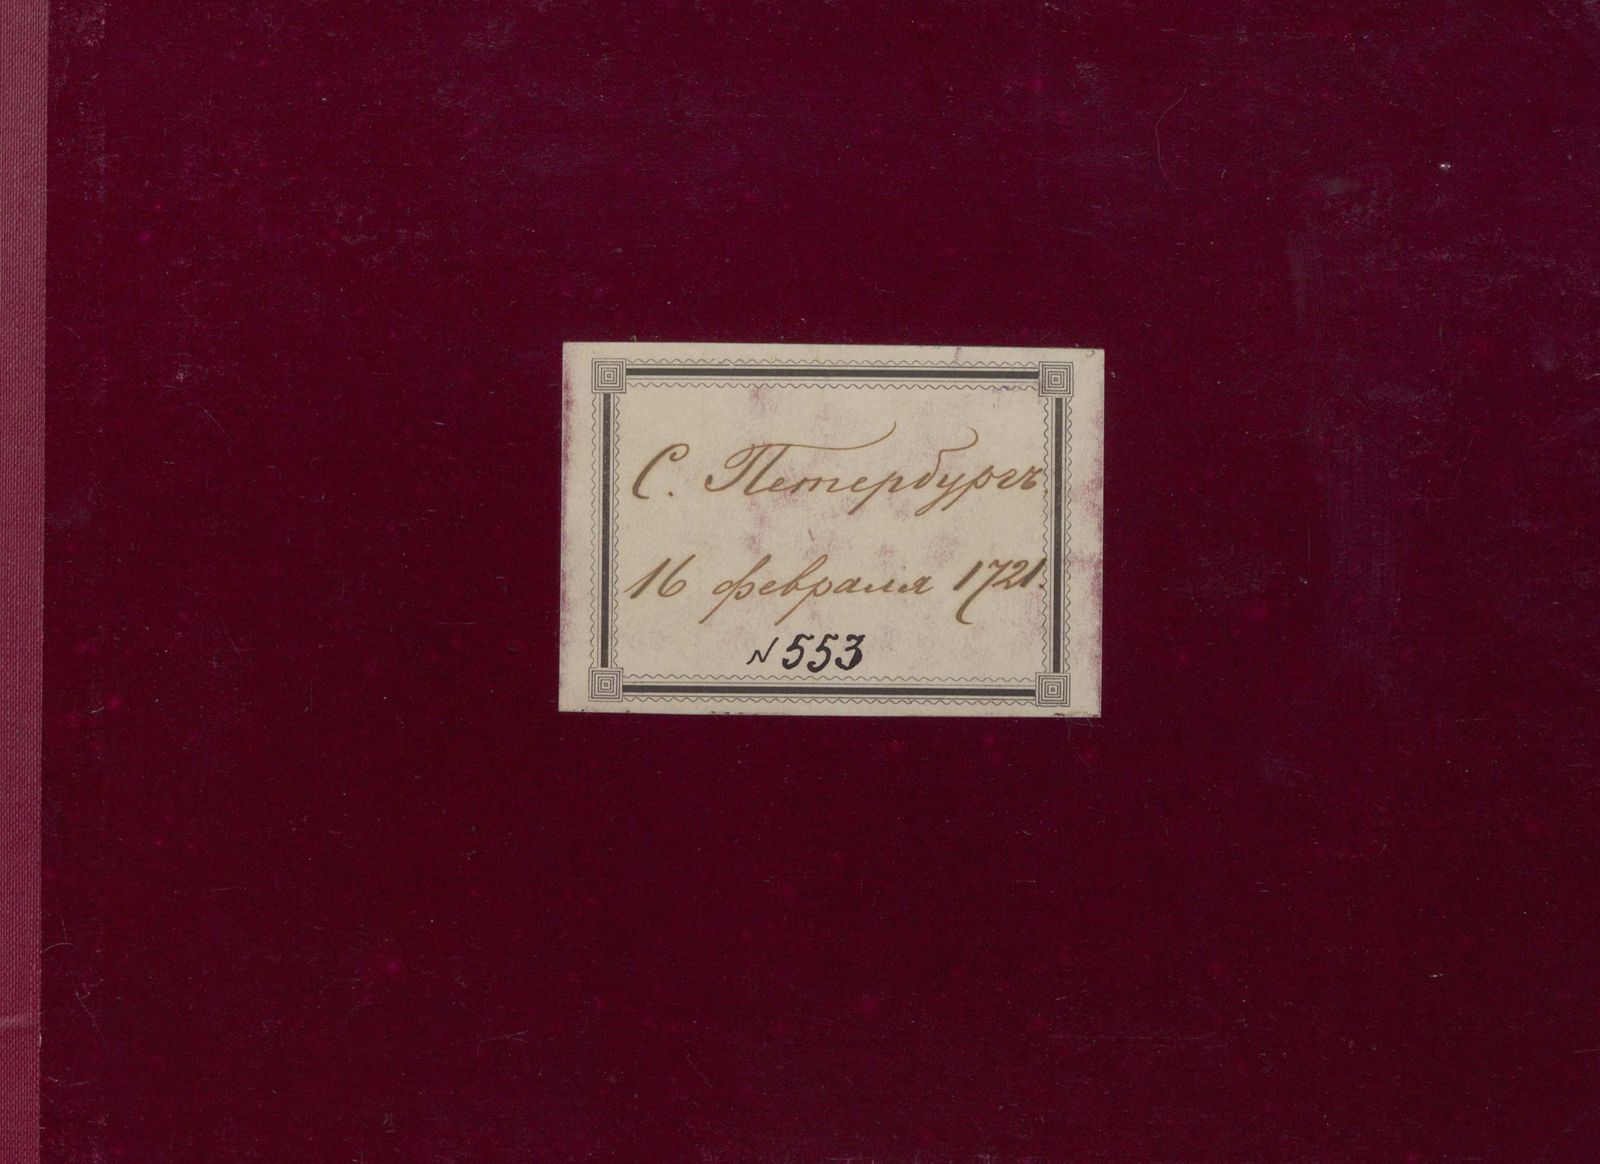 С. Петербургъ
16 февраля 1721.
N 553